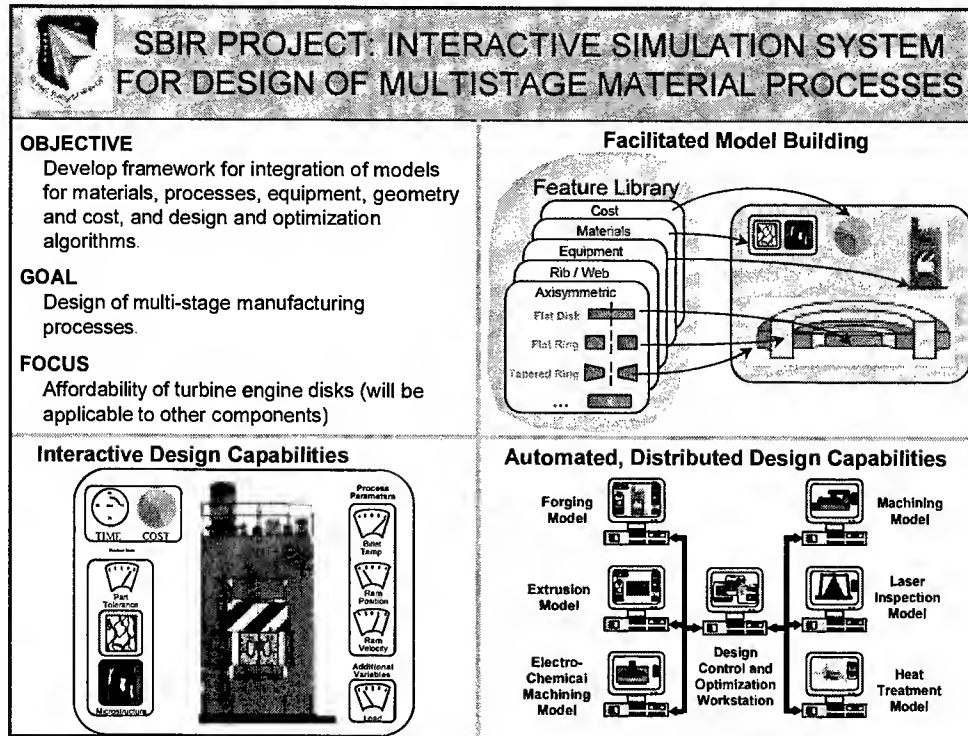 SBIR PROJECT: INTERACTIVE SIMULATION SYSTEM
FOR DESIGN OF MULTISTAGE MATERIAL PROCESSES
OBJECTIVE
Develop framework for integration of models
for materials, processes, equipment, geometry
and cost, and design and optimization
algorithms.
GOAL
Design of multi-stage manufacturing
processes.
FOCUS
Affordability of turbine engine disks (will be
applicable to other components)
Facilitated Model Building
Feature Library
Cost
Materials
Equipment
Rib / Web
Axisymmetric
Flat Disk
Flat Ring
Tapered Ring
...
Interactive Design Capabilities
TIME COST
Part
Tolerance
Microstructure
Process
Parameters
Billet
Temp
Ram
Position
Ram
Velocity
Additional
Variables
Load
Automated, Distributed Design Capabilities
Forging
Model
Extrusion
Model
Electro-
Chemical
Machining
Model
Design
Control and
Optimization
Workstation
Machining
Model
Laser
Inspection
Model
Heat
Treatment
Model